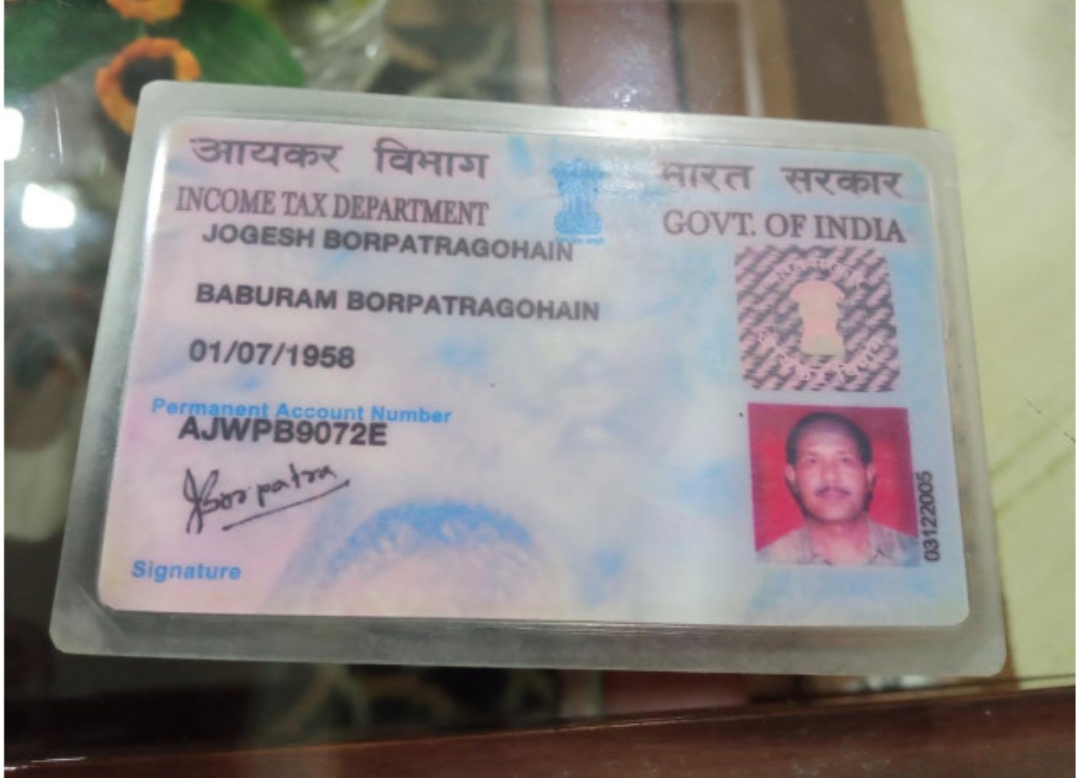 आयकर विभाग
INCOME TAX DEPARTMENT
भारत सरकार
GOVT. OF INDIA
JOGESH BORPATRAGOHAIN
BABURAM BORPATRAGOHAIN
01/07/1958
Permanent Account Number
AJWPB9072E
JBorpatra
Signature
03122005